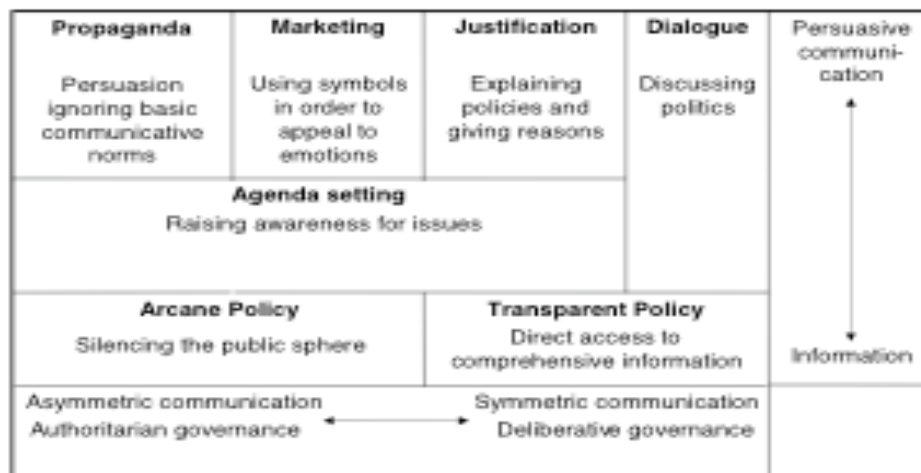 Propaganda
Persuasion
ignoring basic
communicative
norms
Marketing
Using symbols
in order to
appeal to
emotions
Justification
Explaining
policies and
giving reasons
Dialogue
Discussing
politics
Persuasive
communi-
cation
Agenda setting
Raising awareness for issues
Arcane Policy
Silencing the public sphere
Transparent Policy
Direct access to
comprehensive information
Information
Asymmetric communication
Authoritarian governance
Symmetric communication
Deliberative governance